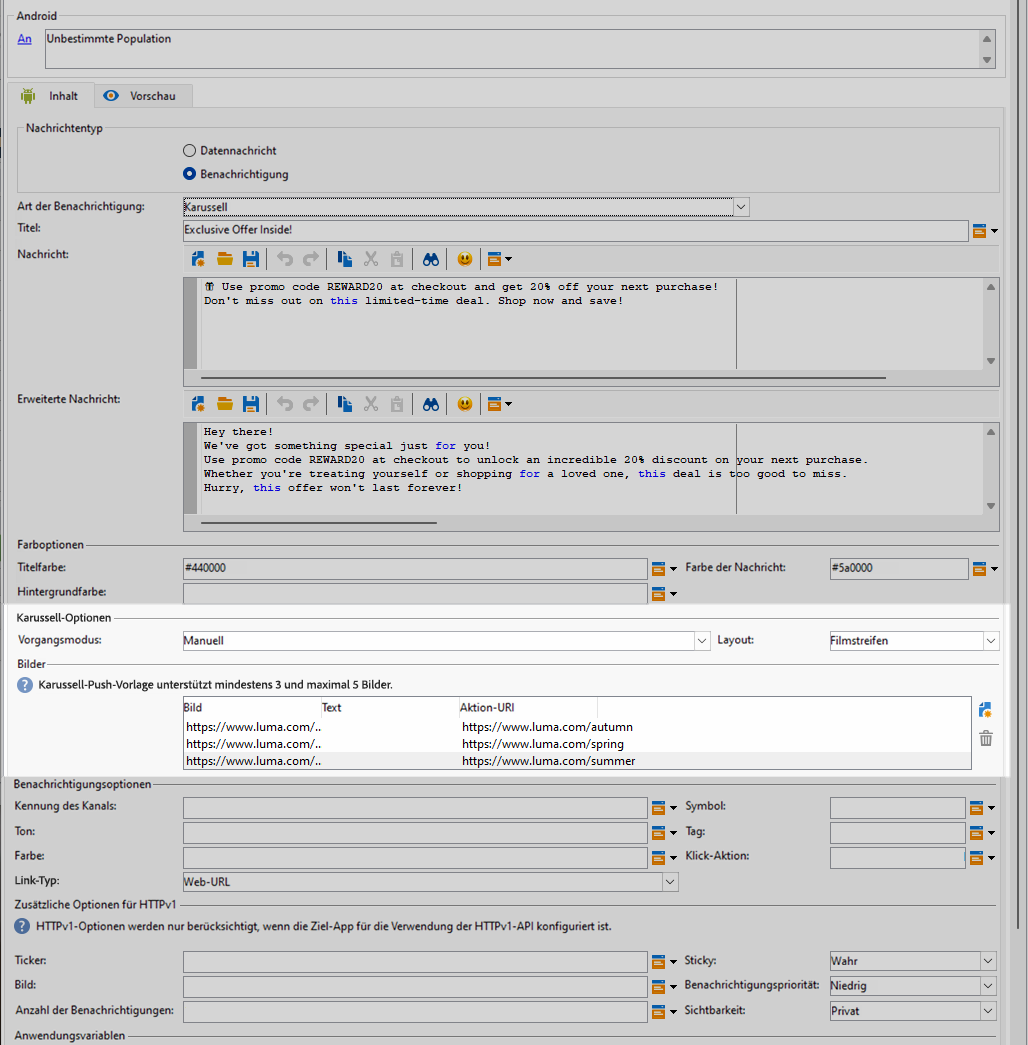 Android
An
Unbestimmte Population
Inhalt Vorschau
Nachrichtentyp
Datennachricht
Benachrichtigung
Art der Benachrichtigung: Karussell
Titel: Exclusive Offer Inside!
Nachricht:
🎁 Use promo code REWARD20 at checkout and get 20% off your next purchase!
Don't miss out on this limited-time deal. Shop now and save!
Erweiterte Nachricht:
Hey there!
We've got something special just for you!
Use promo code REWARD20 at checkout to unlock an incredible 20% discount on your next purchase.
Whether you're treating yourself or shopping for a loved one, this deal is too good to miss.
Hurry, this offer won't last forever!
Farboptionen
Titelfarbe: #440000 Farbe der Nachricht: #5a0000
Hintergrundfarbe:
Karussell-Optionen
Vorgangsmodus: Manuell Layout: Filmstreifen
Bilder
? Karussell-Push-Vorlage unterstützt mindestens 3 und maximal 5 Bilder.
Bild Text Aktion-URI
https://www.luma.com/.. https://www.luma.com/autumn
https://www.luma.com/.. https://www.luma.com/spring
https://www.luma.com/.. https://www.luma.com/summer
Benachrichtigungsoptionen
Kennung des Kanals: Symbol:
Ton: Tag:
Farbe: Klick-Aktion:
Link-Typ: Web-URL
Zusätzliche Optionen für HTTPv1
? HTTPv1-Optionen werden nur berücksichtigt, wenn die Ziel-App für die Verwendung der HTTPv1-API konfiguriert ist.
Ticker: Sticky: Wahr
Bild: Benachrichtigungspriorität: Niedrig
Anzahl der Benachrichtigungen: Sichtbarkeit: Privat
Anwendungsvariablen